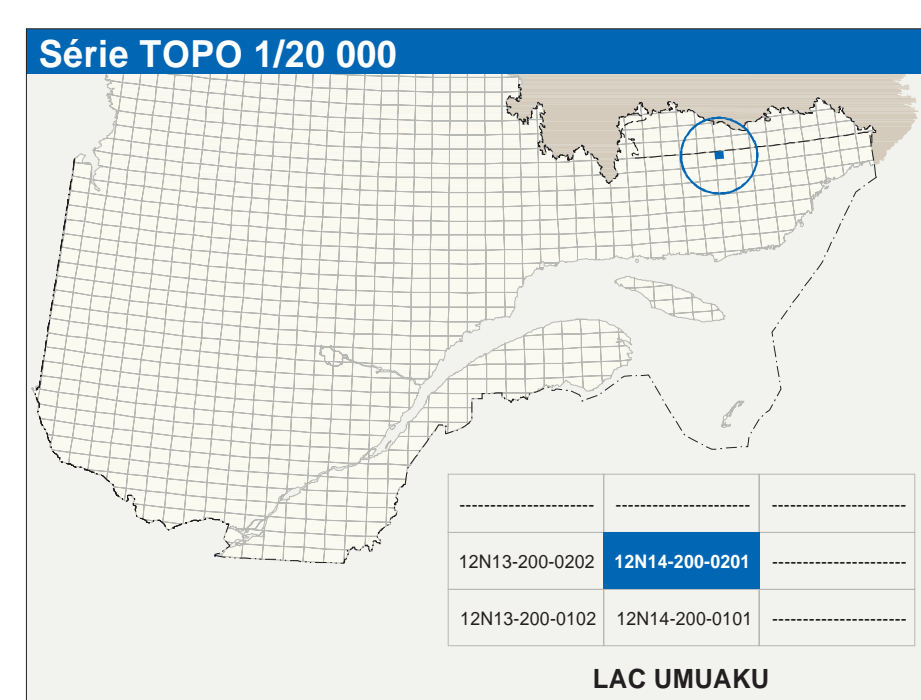 Série TOPO 1/20 000
---------------------- ---------------------- ----------------------
12N13-200-0202 12N14-200-0201 ----------------------
12N13-200-0102 12N14-200-0101 ----------------------
LAC UMUAKU